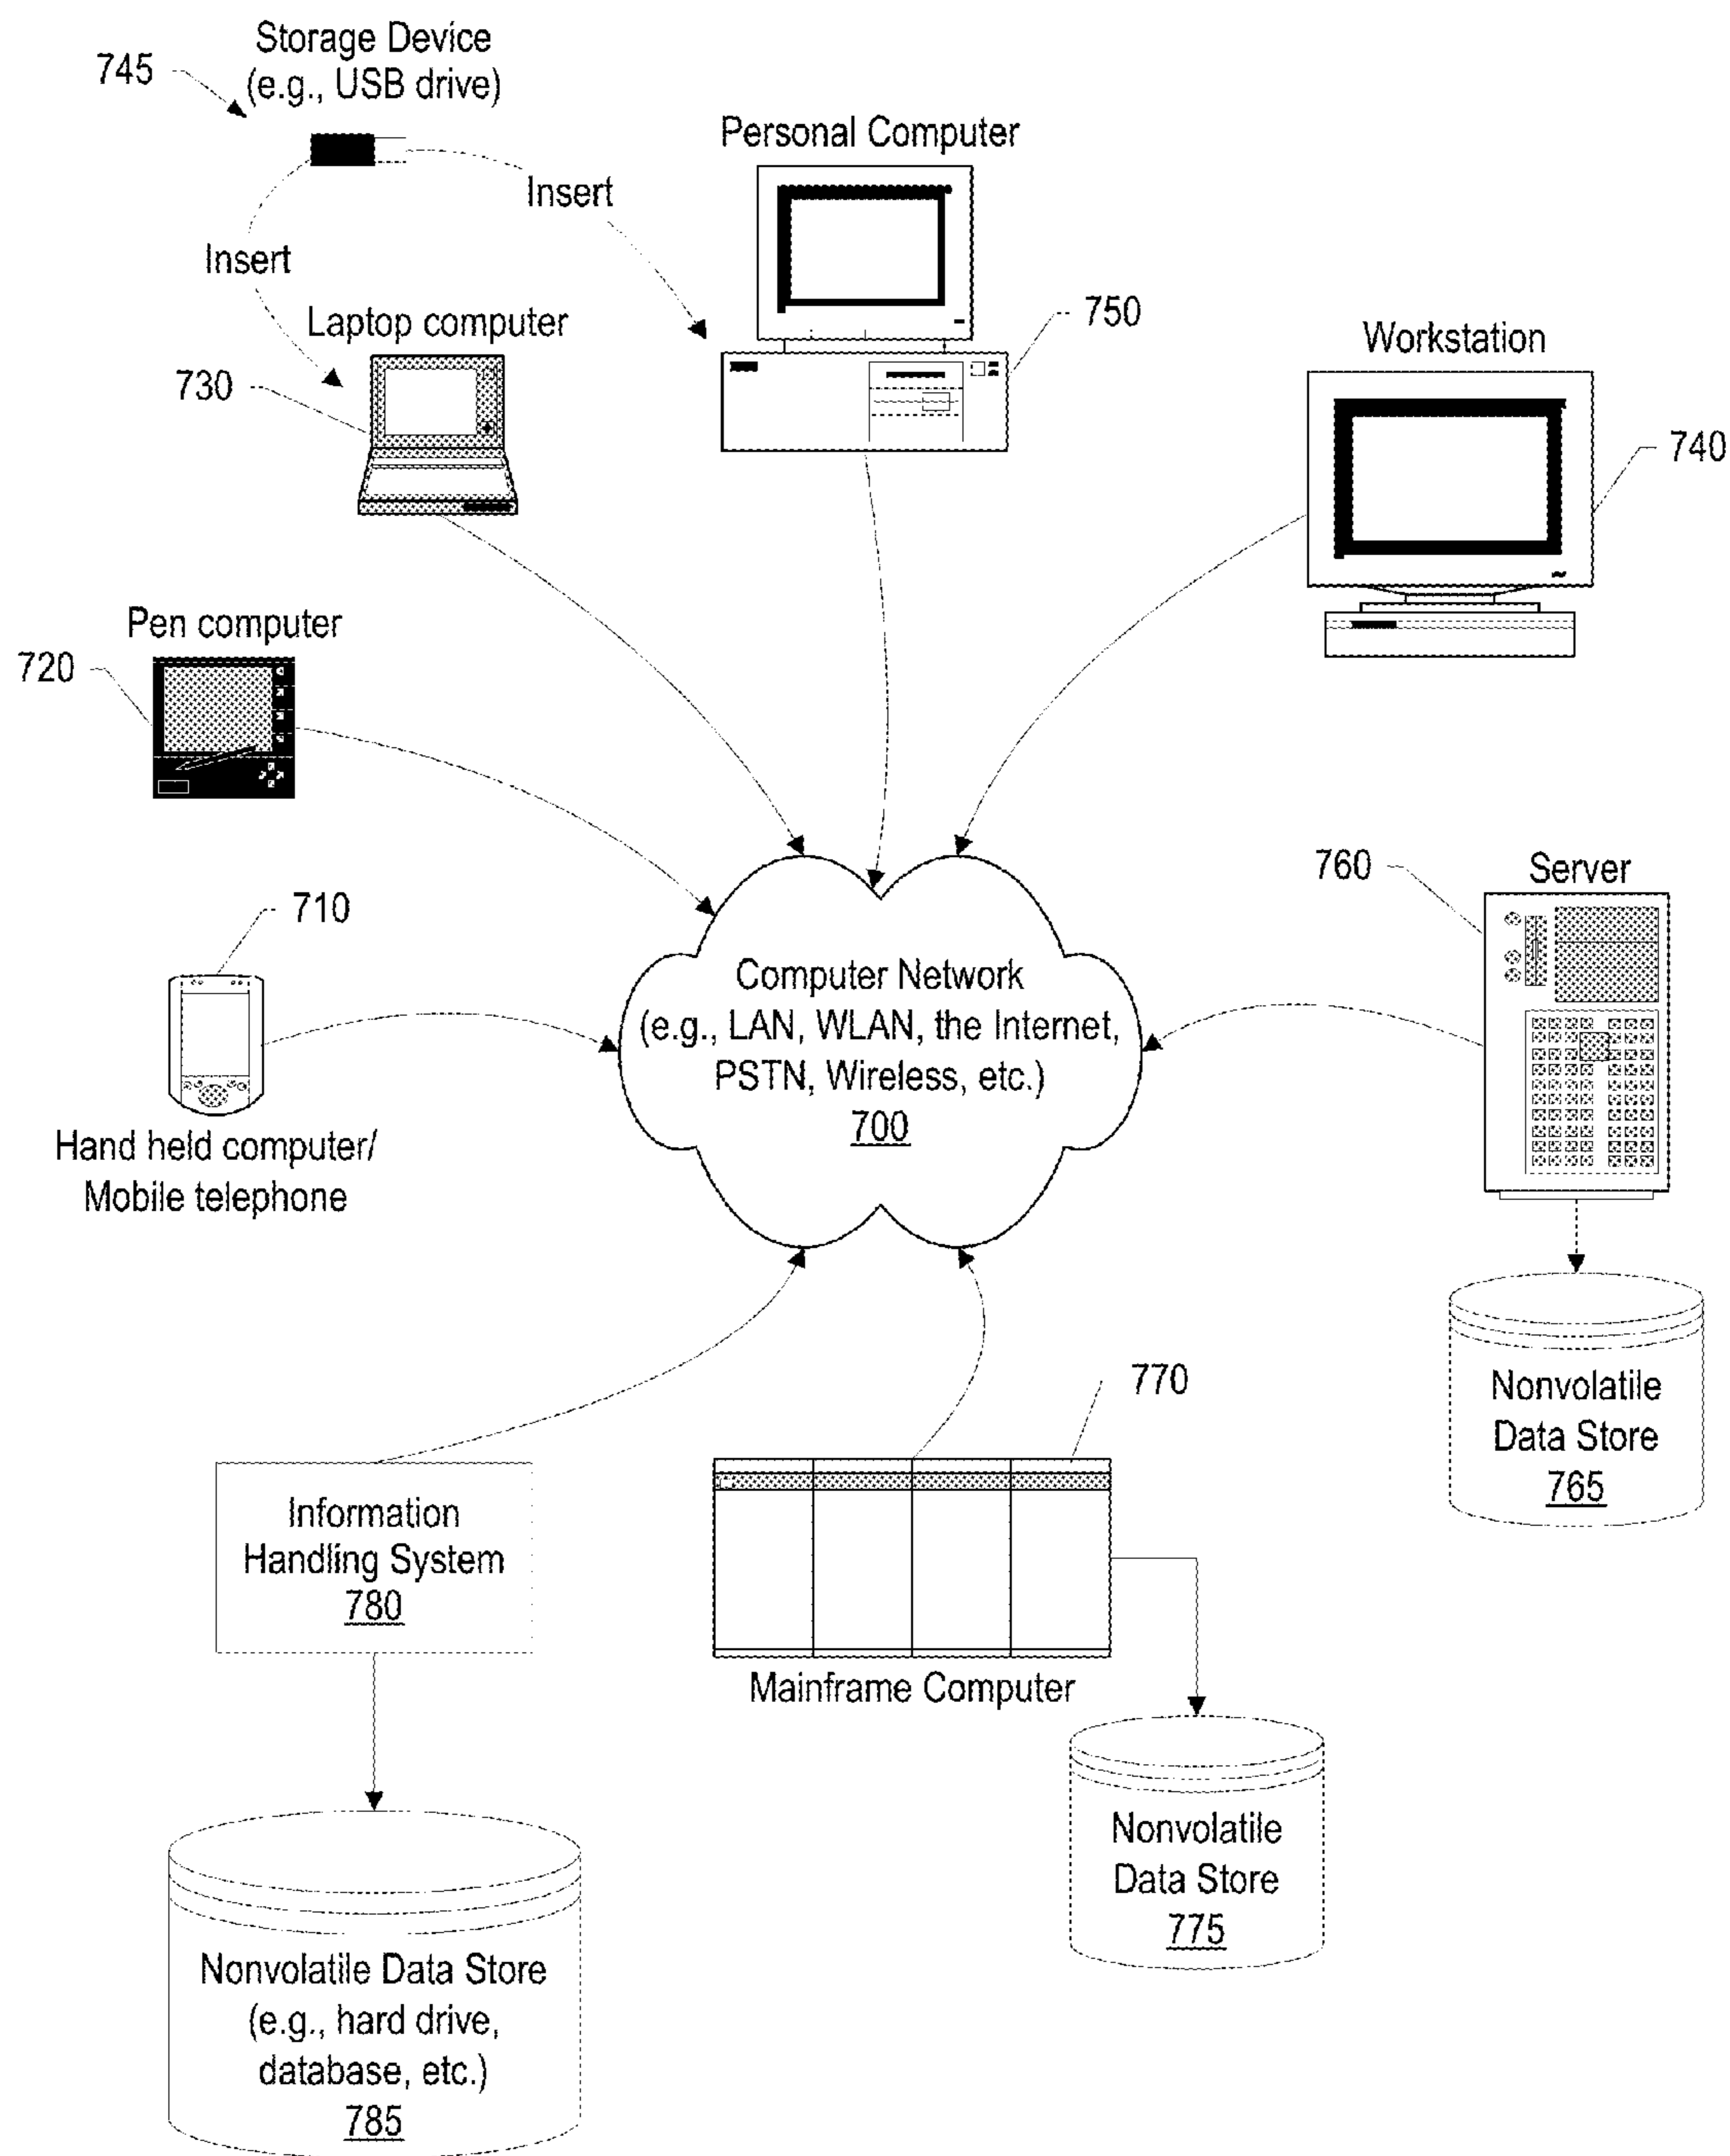 745
Storage Device
(e.g., USB drive)
Insert
Insert
Personal Computer
750
Laptop computer
730
Workstation
740
Pen computer
720
710
Hand held computer/
Mobile telephone
Computer Network
(e.g., LAN, WLAN, the Internet,
PSTN, Wireless, etc.)
700
760
Server
Nonvolatile
Data Store
765
770
Mainframe Computer
Nonvolatile
Data Store
775
Information
Handling System
780
Nonvolatile Data Store
(e.g., hard drive,
database, etc.)
785